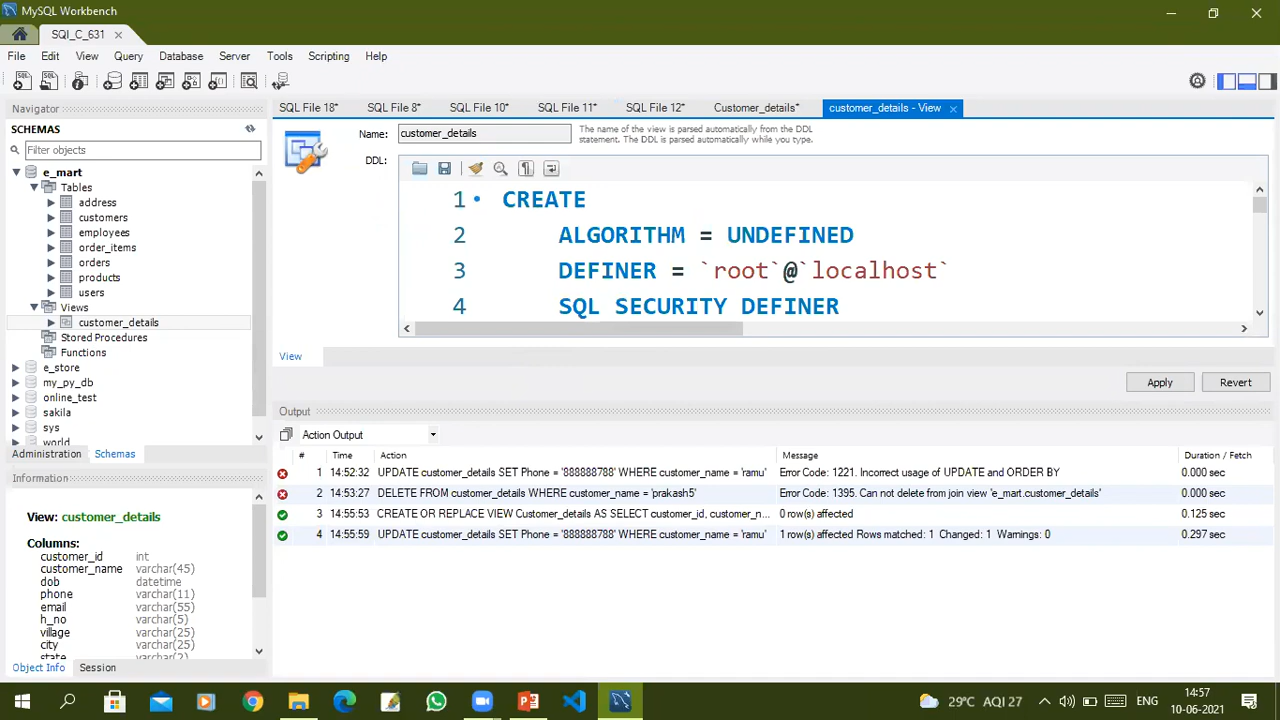 MySQL Workbench
SQl_C_631
File Edit View Query Database Server Tools Scripting Help
Navigator
SCHEMAS
Filter objects
e_mart
Tables
address
customers
employees
order_items
orders
products
users
Views
customer_details
Stored Procedures
Functions
e_store
my_py_db
online_test
sakila
sys
world
Administration Schemas
Information
View: customer_details
Columns:
customer_id int
customer_name varchar(45)
dob datetime
phone varchar(11)
email varchar(55)
h_no varchar(5)
village varchar(25)
city varchar(25)
state varchar(2)
Object Info Session
SQL File 18* SQL File 8* SQL File 10* SQL File 11* SQL File 12* Customer_details* customer_details - View
Name: customer_details
The name of the view is parsed automatically from the DDL
statement. The DDL is parsed automatically while you type.
DDL:
1 CREATE
2 ALGORITHM = UNDEFINED
3 DEFINER = `root`@`localhost`
4 SQL SECURITY DEFINER
View
Apply Revert
Output
Action Output
# Time Action Message Duration / Fetch
1 14:52:32 UPDATE customer_details SET Phone = '888888788' WHERE customer_name = 'ramu' Error Code: 1221. Incorrect usage of UPDATE and ORDER BY 0.000 sec
2 14:53:27 DELETE FROM customer_details WHERE customer_name = 'prakash5' Error Code: 1395. Can not delete from join view 'e_mart.customer_details' 0.000 sec
3 14:55:53 CREATE OR REPLACE VIEW Customer_details AS SELECT customer_id, customer_n... 0 row(s) affected 0.125 sec
4 14:55:59 UPDATE customer_details SET Phone = '888888788' WHERE customer_name = 'ramu' 1 row(s) affected Rows matched: 1 Changed: 1 Warnings: 0 0.297 sec
29°C AQI 27 ENG 14:57
10-06-2021